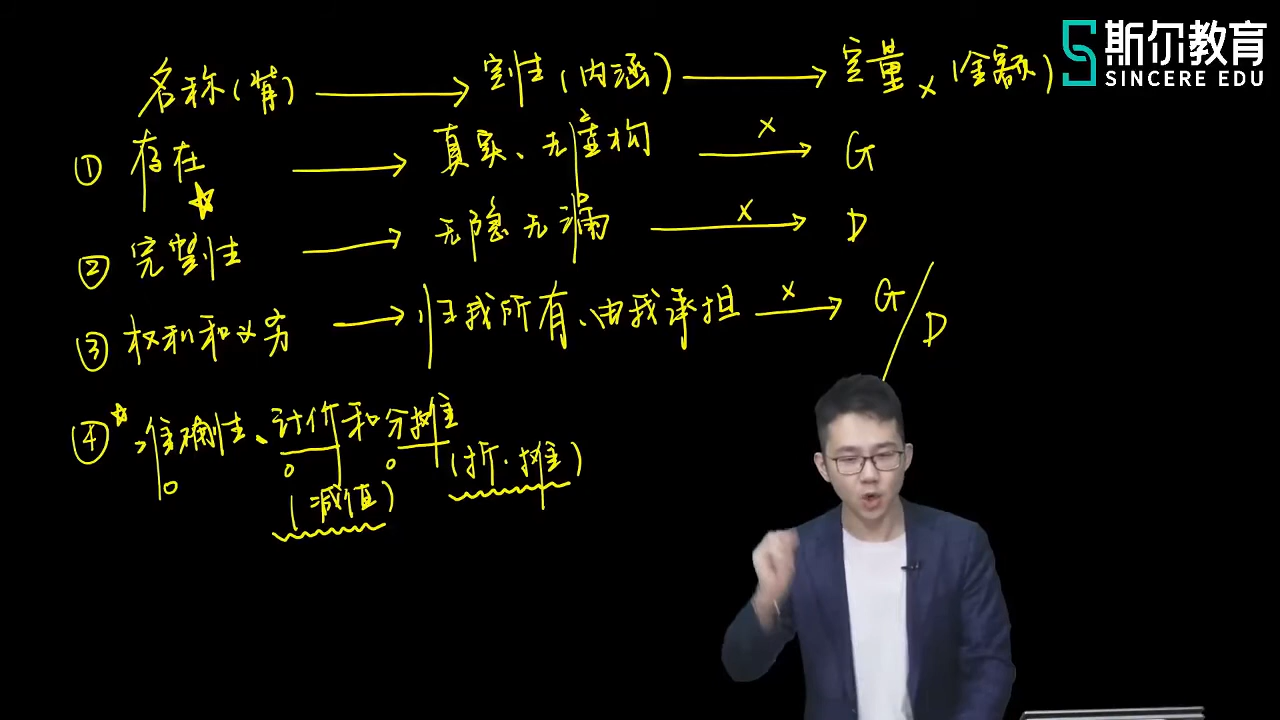 斯尔教育
SINCERE EDU
名称(背) → 定性(内涵) → 定量 x (金额)
① 存在 → 真实、无虚构 x → G
② 完整性 → 无隐无漏 x → D
③ 权利和义务 → 归我所有、由我承担 x → G/D
④ 准确性、计价和分摊
(减值) (折·摊)